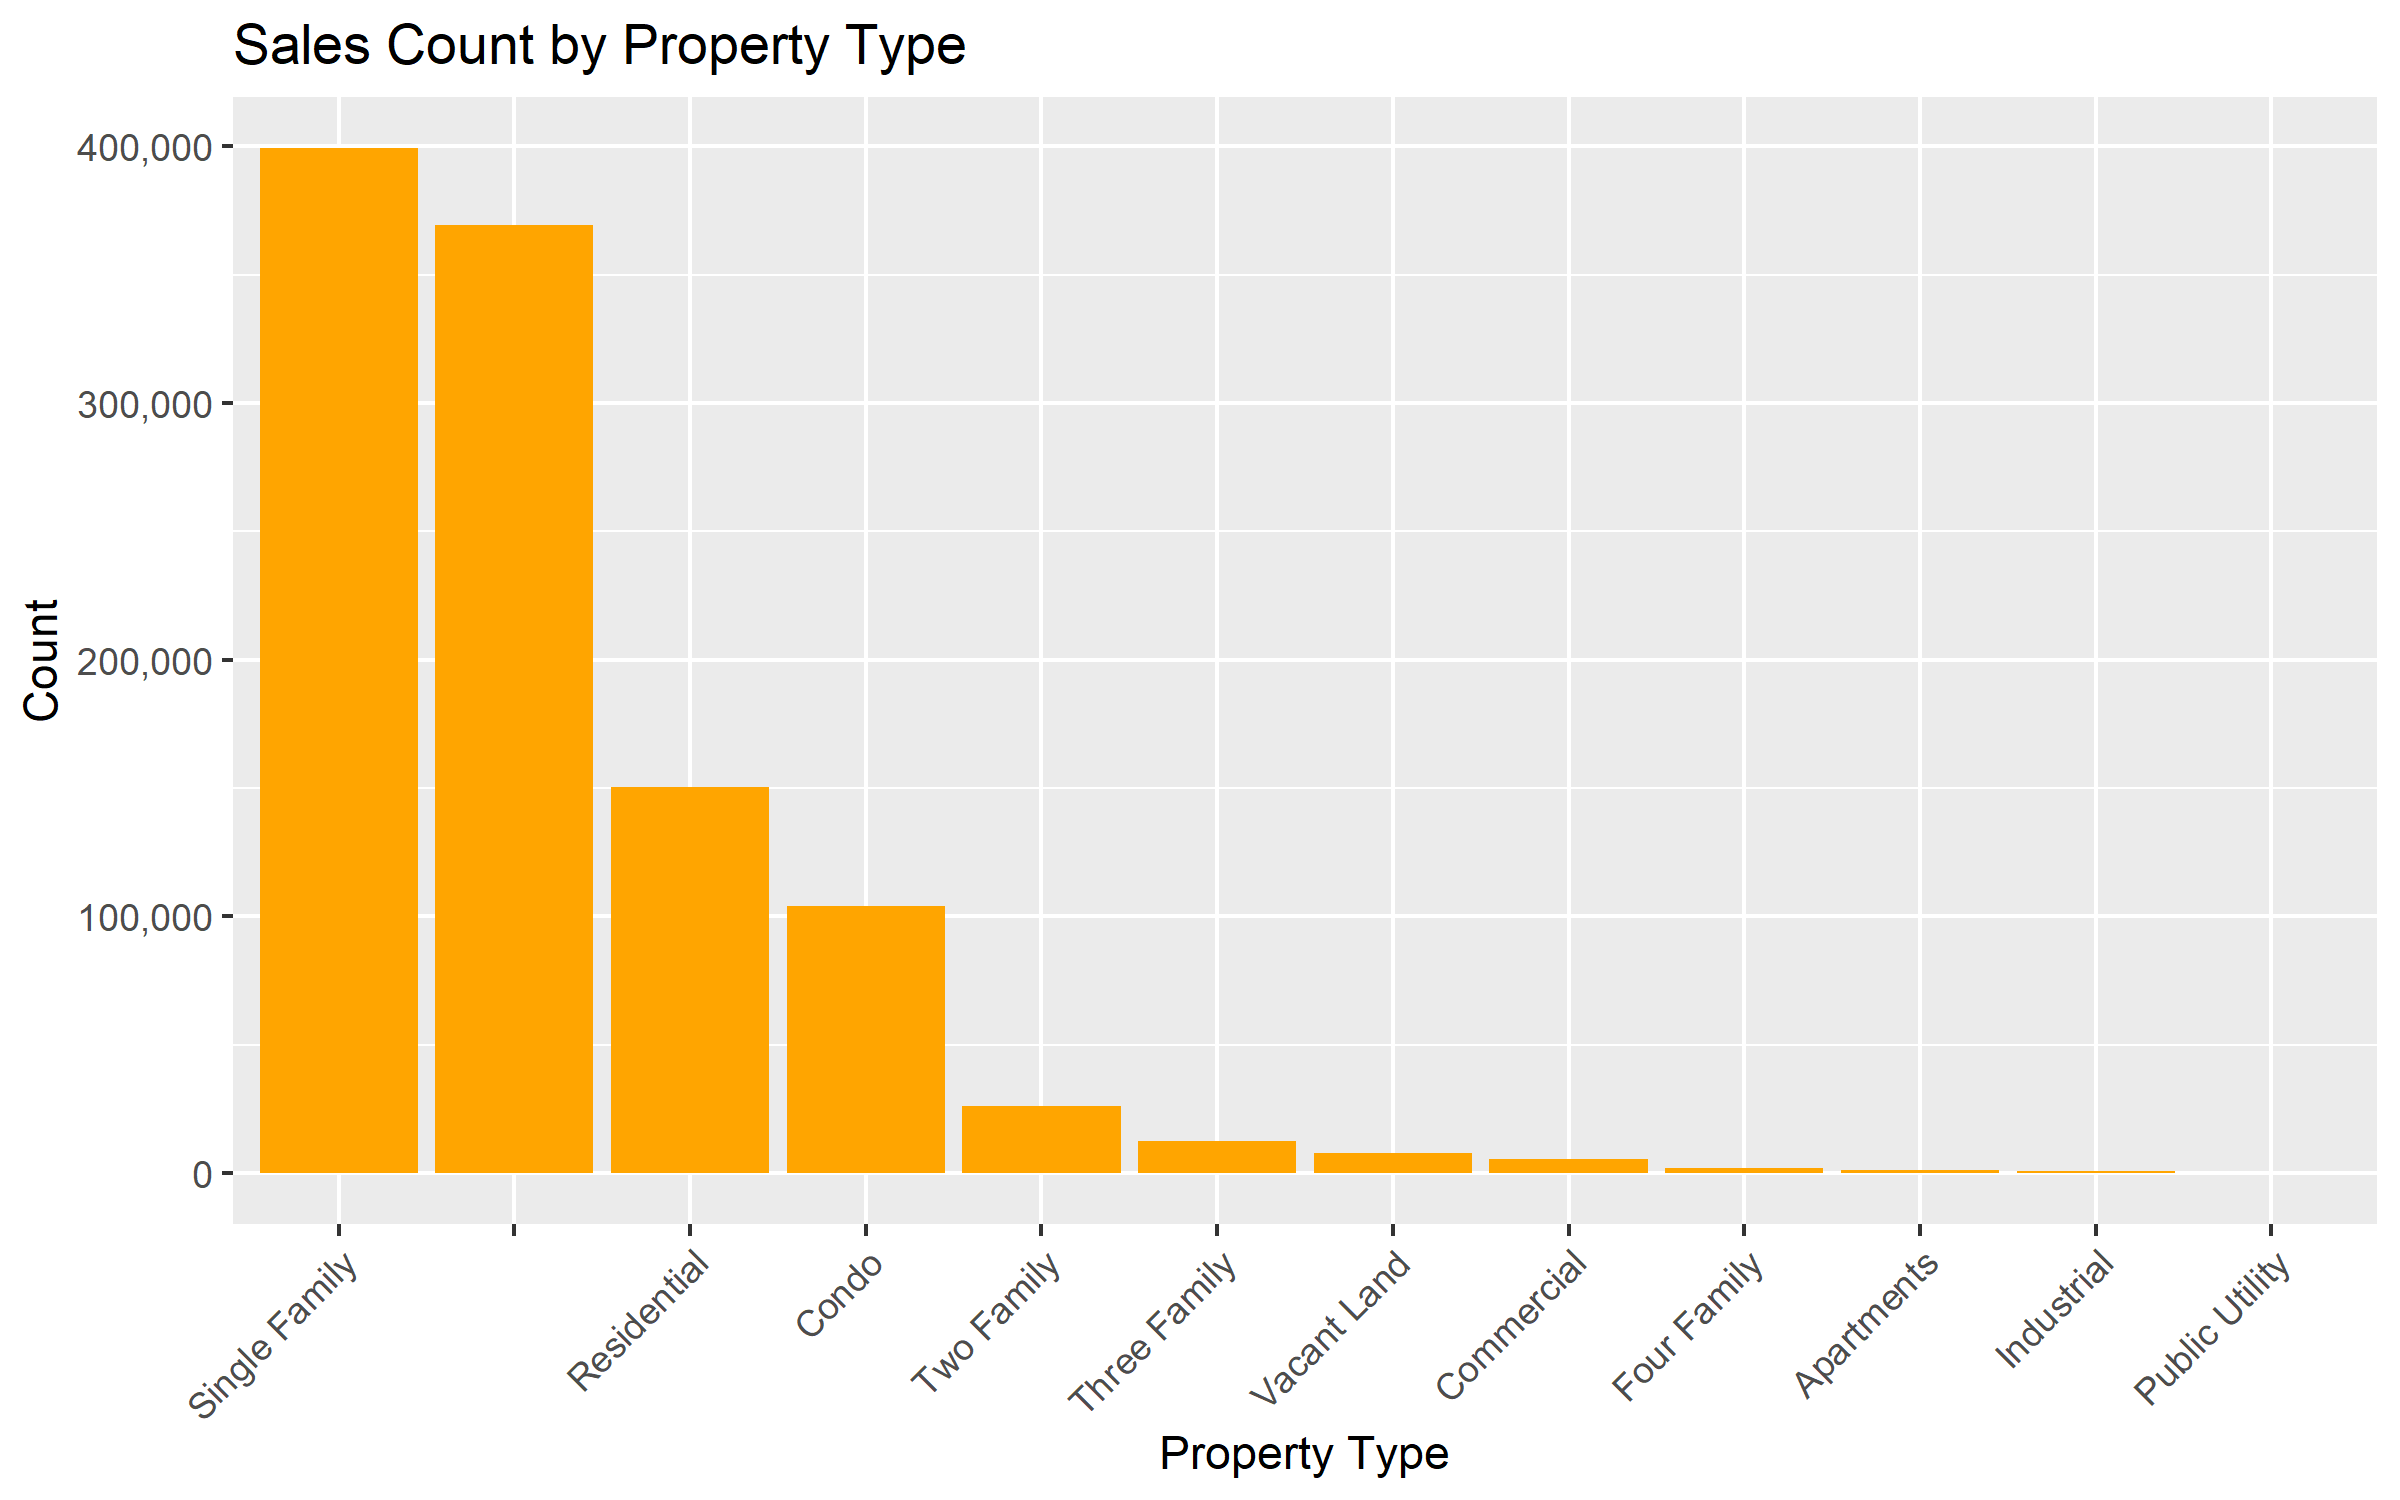 Sales Count by Property Type
Count
400,000
300,000
200,000
100,000
0
Single Family
Residential
Condo
Two Family
Three Family
Vacant Land
Commercial
Four Family
Apartments
Industrial
Public Utility
Property Type